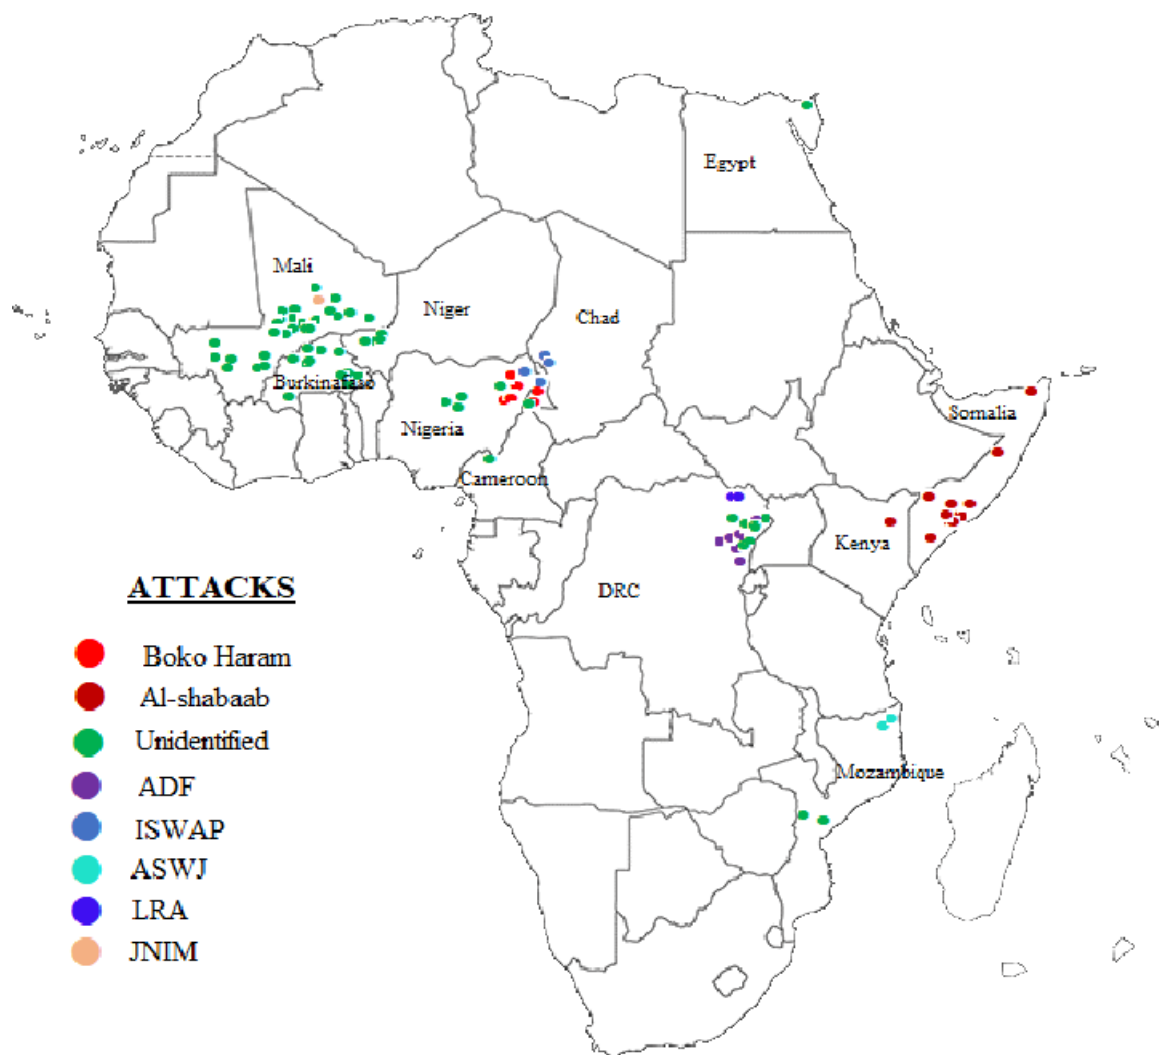 Egypt
Mali
Niger
Chad
Burkinafaso
Somalia
Nigeria
Cameroon
Kenya
DRC
ATTACKS
Boko Haram
Al-shabaab
Unidentified
ADF
ISWAP
Mozambique
ASWJ
LRA
JNIM